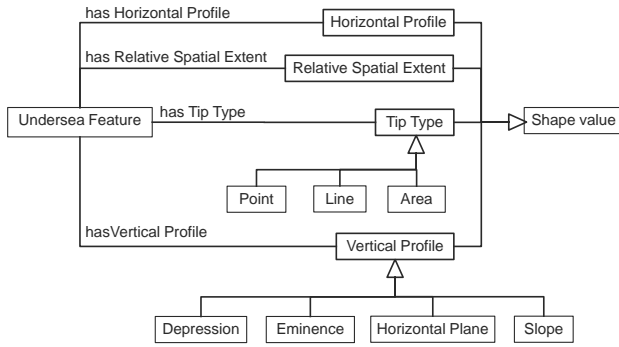 has Horizontal Profile
Horizontal Profile
has Relative Spatial Extent
Relative Spatial Extent
Undersea Feature
has Tip Type
Tip Type
Shape value
Point
Line
Area
hasVertical Profile
Vertical Profile
Depression
Eminence
Horizontal Plane
Slope